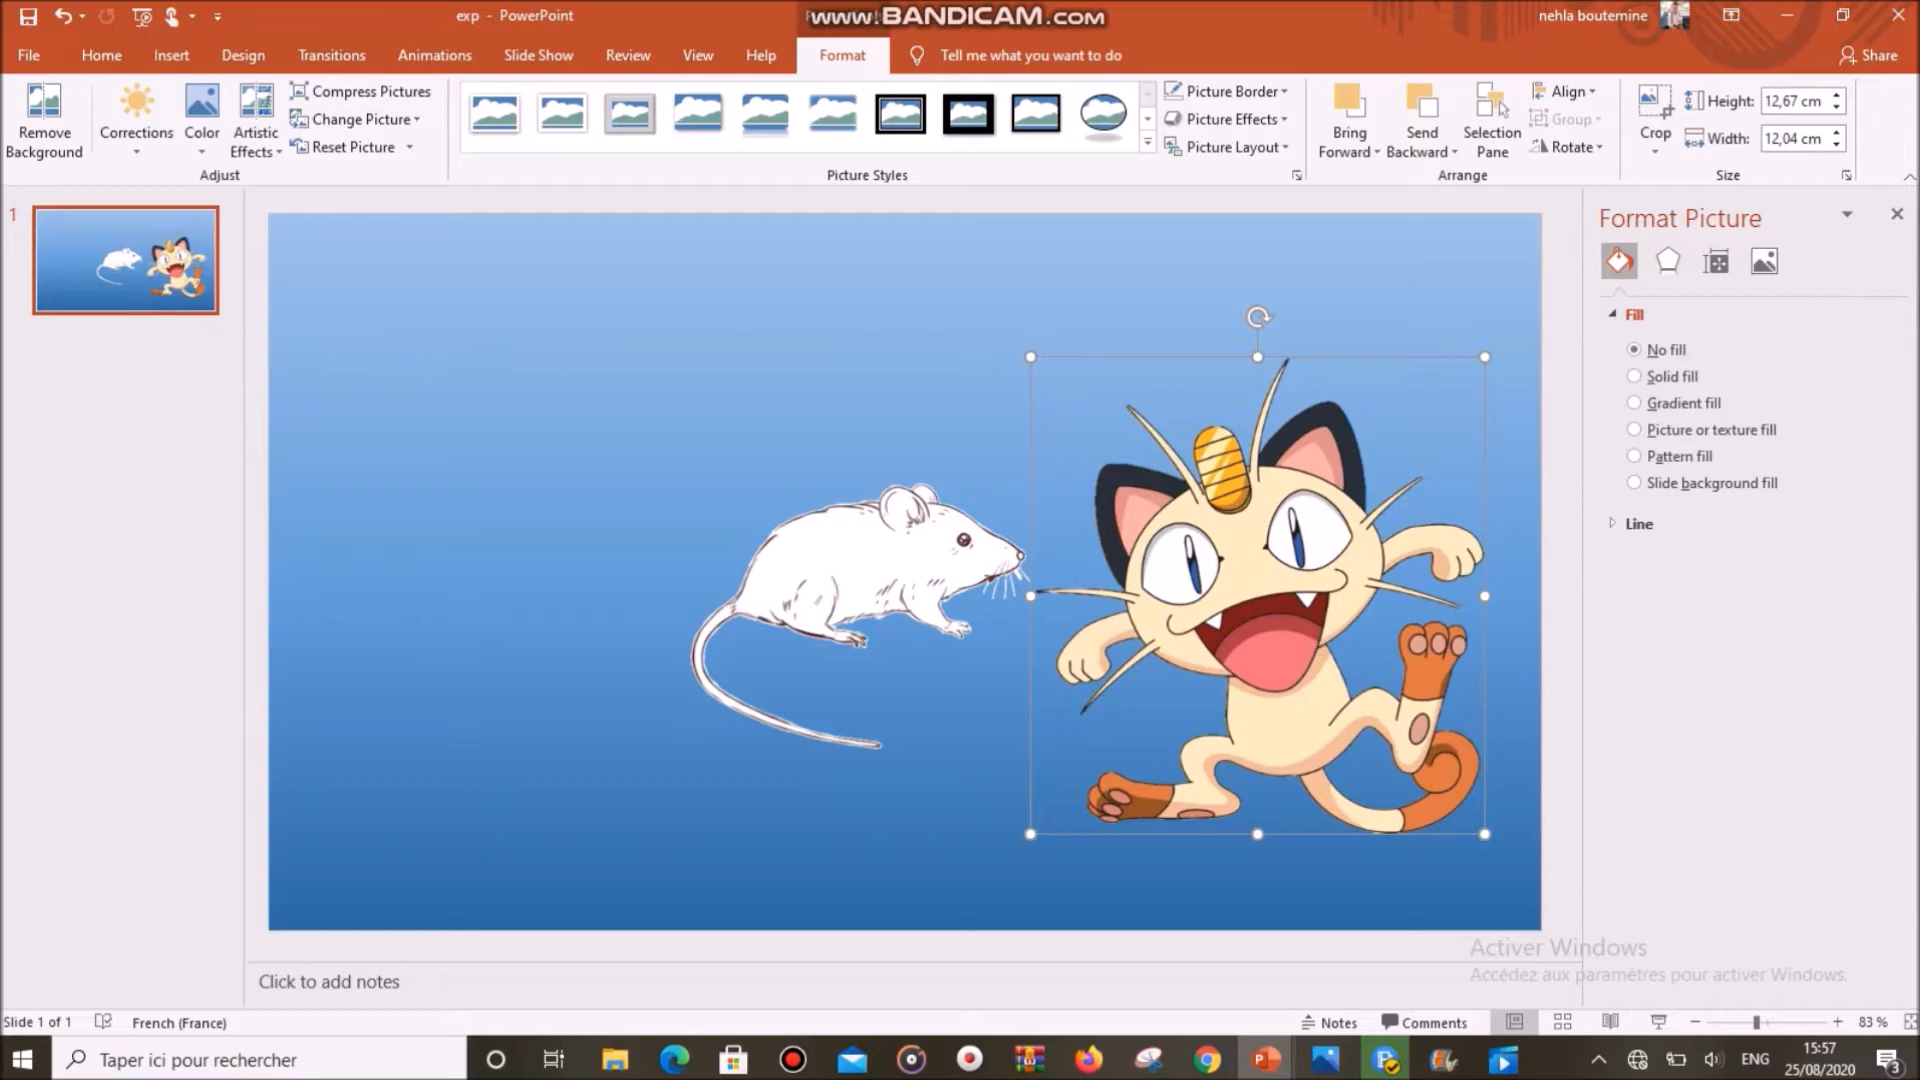 exp - PowerPoint
www.BANDICAM.com
nehla boutemine
File Home Insert Design Transitions Animations Slide Show Review View Help Format Tell me what you want to do Share
Remove Background
Corrections
Color
Artistic Effects
Compress Pictures
Change Picture
Reset Picture
Adjust
Picture Border
Picture Effects
Picture Layout
Picture Styles
Bring Forward
Send Backward
Selection Pane
Align
Group
Rotate
Arrange
Crop
Height: 12,67 cm
Width: 12,04 cm
Size
1
Format Picture
Fill
No fill
Solid fill
Gradient fill
Picture or texture fill
Pattern fill
Slide background fill
Line
Activer Windows
Accédez aux paramètres pour activer Windows.
Click to add notes
Slide 1 of 1 French (France) Notes Comments 83 %
Taper ici pour rechercher
ENG
15:57
25/08/2020
3